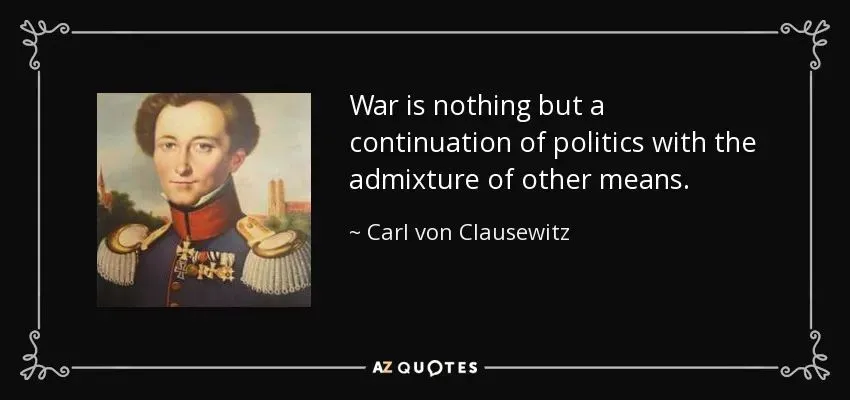 War is nothing but a
continuation of politics with the
admixture of other means.
~ Carl von Clausewitz
AZ QUOTES